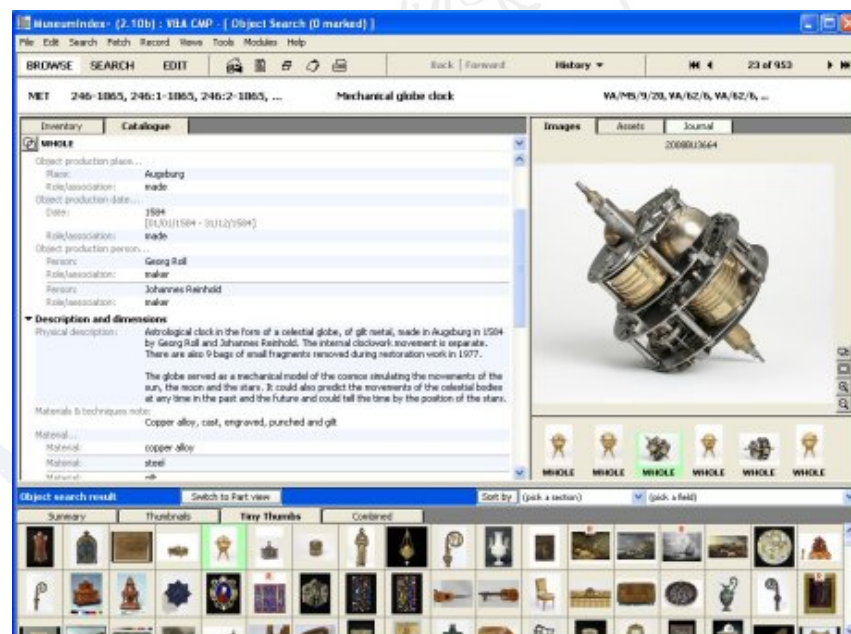 MuseumIndex+ (2.10b) : V&A CMP - [ Object Search (0 marked) ]
File Edit Search Fetch Record Views Tools Modules Help
BROWSE SEARCH EDIT Back | Forward History 23 of 953
MET 246-1865, 246:1-1865, 246:2-1865, ... Mechanical globe clock VA/M5/9/20, VA/62/6, VA/62/6, ...
Inventory Catalogue Images Assets Journal
WHOLE
2008BU3664
Object production place...
Place: Augsburg
Role/association: made
Object production date...
Date: 1584
[01/01/1584 - 31/12/1584]
Role/association: made
Object production person...
Person: Georg Roll
Role/association: maker
Person: Johannes Reinhold
Role/association: maker
Description and dimensions
Physical description: Astrological clock in the form of a celestial globe, of gilt metal, made in Augsburg in 1584
by Georg Roll and Johannes Reinhold. The internal clockwork movement is separate.
There are also 9 bags of small fragments removed during restoration work in 1977.
The globe served as a mechanical model of the cosmos simulating the movements of the
sun, the moon and the stars. It could also predict the movements of the celestial bodies
at any time in the past and the future and could tell the time by the position of the stars.
Materials & techniques note:
Copper alloy, cast, engraved, punched and gilt
Material...
Material: copper alloy
Material: steel
Material: gilt
WHOLE WHOLE WHOLE WHOLE WHOLE WHOLE
Object search result Switch to Part view Sort by (pick a section) (pick a field)
Summary Thumbnails Tiny Thumbs Combined